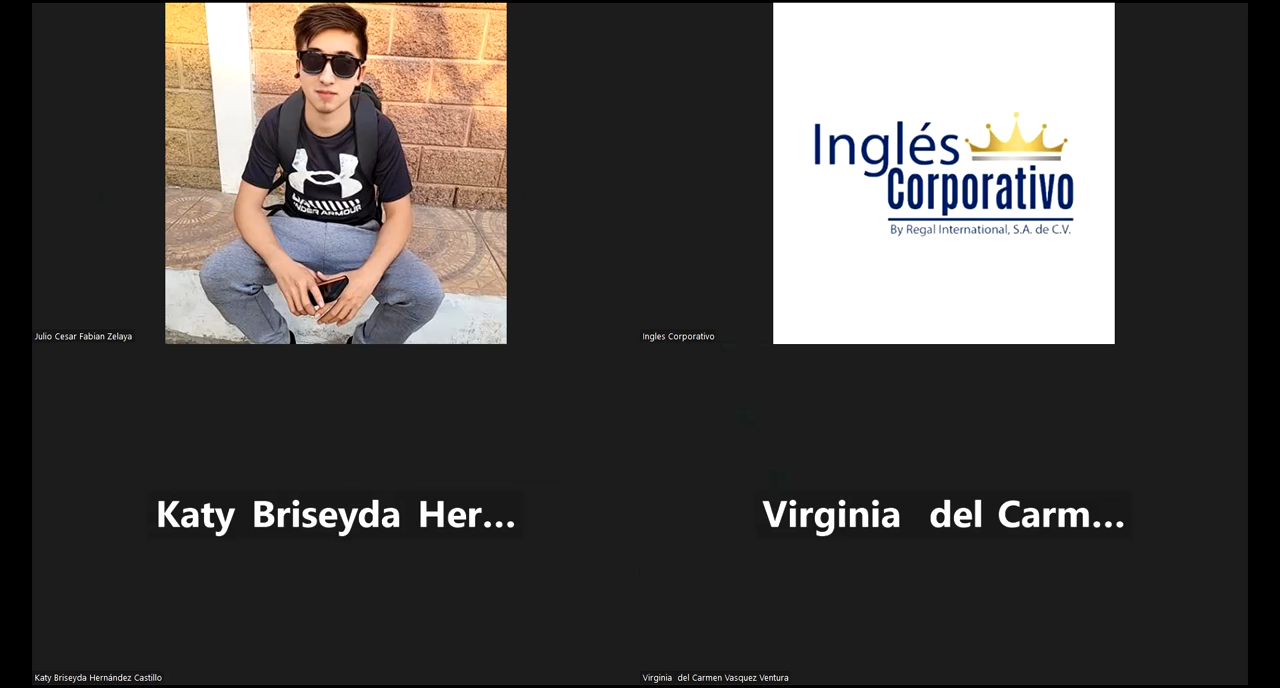 UNDER ARMOUR
Inglés
Corporativo
By Regal International, S.A. de C.V.
Julio Cesar Fabian Zelaya
Ingles Corporativo
Katy Briseyda Her...
Virginia del Carm...
Katy Briseyda Hernández Castillo
Virginia del Carmen Vasquez Ventura